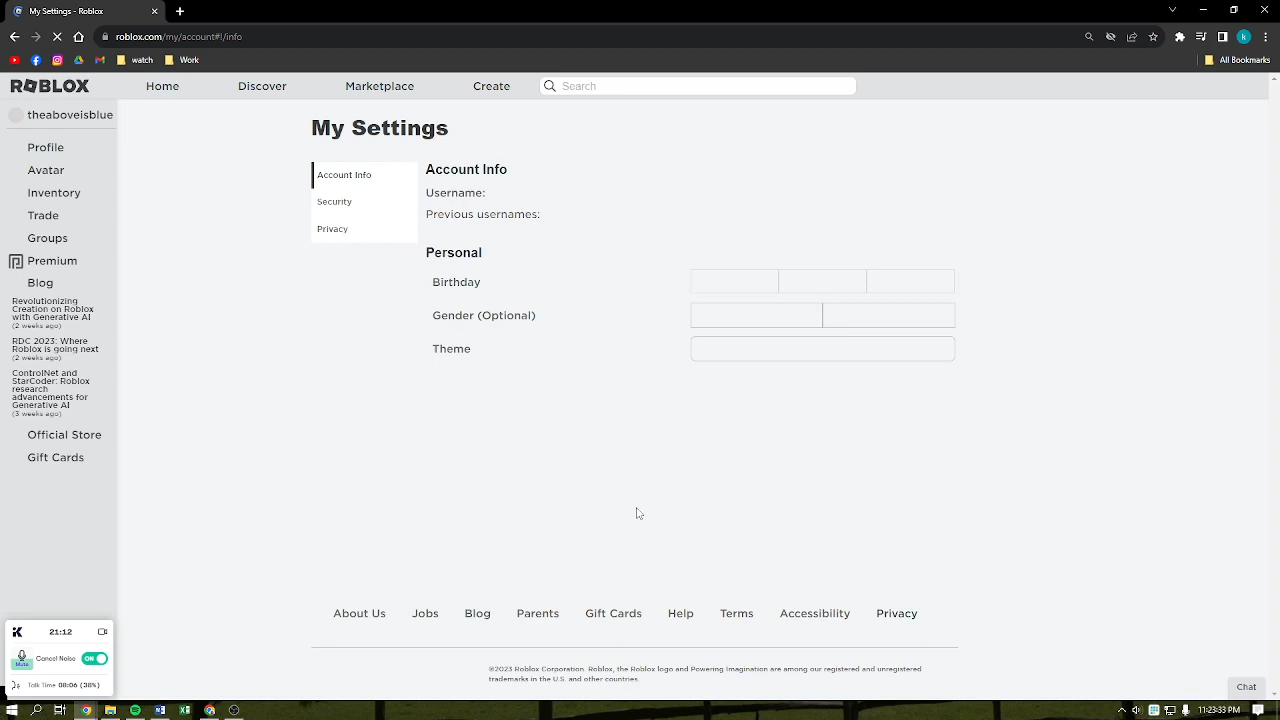 My Settings - Roblox
roblox.com/my/account#!/info
k
watch
Work
All Bookmarks
ROBLOX
Home
Discover
Marketplace
Create
Search
theaboveisblue
Profile
Avatar
Inventory
Trade
Groups
Premium
Blog
Revolutionizing
Creation on Roblox
with Generative AI
(2 weeks ago)
RDC 2023: Where
Roblox is going next
(2 weeks ago)
ControlNet and
StarCoder: Roblox
research
advancements for
Generative AI
(3 weeks ago)
Official Store
Gift Cards
My Settings
Account Info
Security
Privacy
Account Info
Username:
Previous usernames:
Personal
Birthday
Gender (Optional)
Theme
About Us
Jobs
Blog
Parents
Gift Cards
Help
Terms
Accessibility
Privacy
©2023 Roblox Corporation. Roblox, the Roblox logo and Powering Imagination are among our registered and unregistered
trademarks in the U.S. and other countries.
21:12
Mute
Cancel Noise
ON
Talk Time 08:06 (38%)
Chat
11:23:33 PM